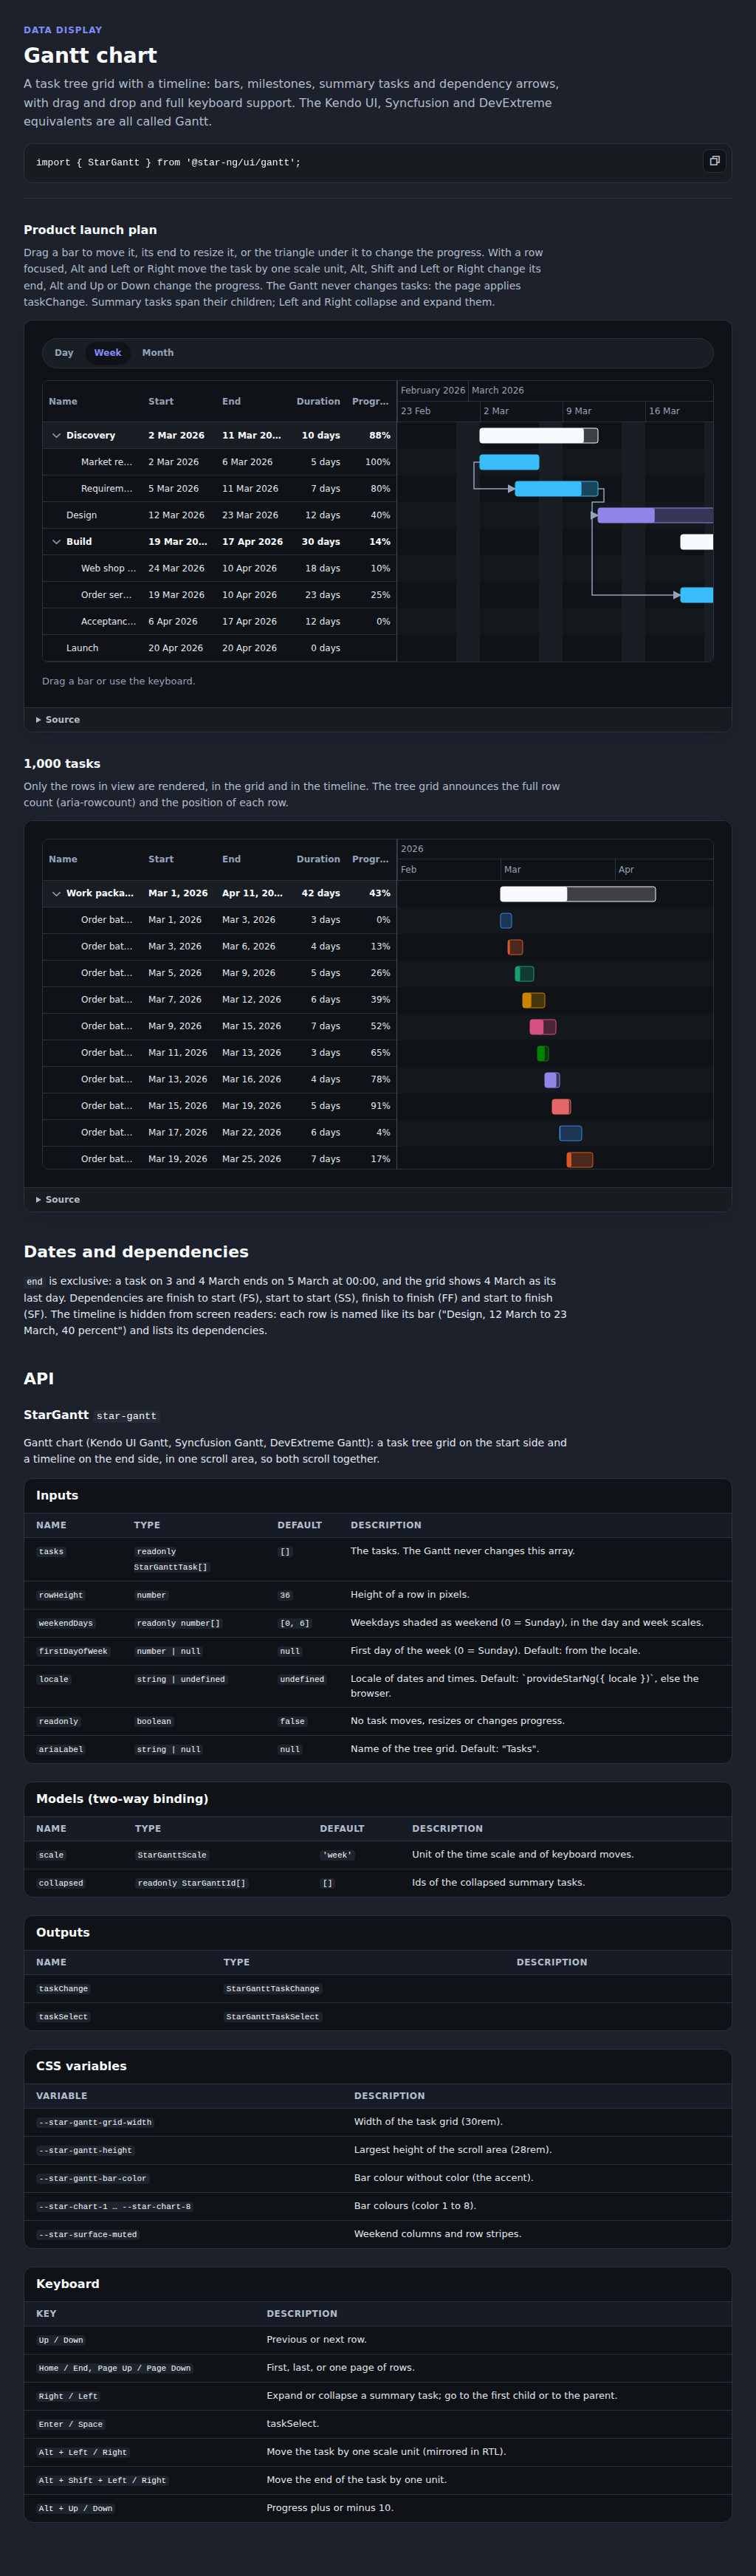 DATA DISPLAY
Gantt chart
A task tree grid with a timeline: bars, milestones, summary tasks and dependency arrows,
with drag and drop and full keyboard support. The Kendo UI, Syncfusion and DevExtreme
equivalents are all called Gantt.
import { StarGantt } from '@star-ng/ui/gantt';
Product launch plan
Drag a bar to move it, its end to resize it, or the triangle under it to change the progress. With a row
focused, Alt and Left or Right move the task by one scale unit, Alt, Shift and Left or Right change its
end, Alt and Up or Down change the progress. The Gantt never changes tasks: the page applies
taskChange. Summary tasks span their children; Left and Right collapse and expand them.
Day Week Month
Name Start End Duration Progr… February 2026 March 2026
23 Feb 2 Mar 9 Mar 16 Mar
Discovery 2 Mar 2026 11 Mar 20… 10 days 88%
Market re… 2 Mar 2026 6 Mar 2026 5 days 100%
Requirem… 5 Mar 2026 11 Mar 2026 7 days 80%
Design 12 Mar 2026 23 Mar 2026 12 days 40%
Build 19 Mar 20… 17 Apr 2026 30 days 14%
Web shop … 24 Mar 2026 10 Apr 2026 18 days 10%
Order ser… 19 Mar 2026 10 Apr 2026 23 days 25%
Acceptanc… 6 Apr 2026 17 Apr 2026 12 days 0%
Launch 20 Apr 2026 20 Apr 2026 0 days
Drag a bar or use the keyboard.
Source
1,000 tasks
Only the rows in view are rendered, in the grid and in the timeline. The tree grid announces the full row
count (aria-rowcount) and the position of each row.
Name Start End Duration Progr… 2026
Feb Mar Apr
Work packa… Mar 1, 2026 Apr 11, 20… 42 days 43%
Order bat… Mar 1, 2026 Mar 3, 2026 3 days 0%
Order bat… Mar 3, 2026 Mar 6, 2026 4 days 13%
Order bat… Mar 5, 2026 Mar 9, 2026 5 days 26%
Order bat… Mar 7, 2026 Mar 12, 2026 6 days 39%
Order bat… Mar 9, 2026 Mar 15, 2026 7 days 52%
Order bat… Mar 11, 2026 Mar 13, 2026 3 days 65%
Order bat… Mar 13, 2026 Mar 16, 2026 4 days 78%
Order bat… Mar 15, 2026 Mar 19, 2026 5 days 91%
Order bat… Mar 17, 2026 Mar 22, 2026 6 days 4%
Order bat… Mar 19, 2026 Mar 25, 2026 7 days 17%
Source
Dates and dependencies
end is exclusive: a task on 3 and 4 March ends on 5 March at 00:00, and the grid shows 4 March as its
last day. Dependencies are finish to start (FS), start to start (SS), finish to finish (FF) and start to finish
(SF). The timeline is hidden from screen readers: each row is named like its bar ("Design, 12 March to 23
March, 40 percent") and lists its dependencies.
API
StarGantt star-gantt
Gantt chart (Kendo UI Gantt, Syncfusion Gantt, DevExtreme Gantt): a task tree grid on the start side and
a timeline on the end side, in one scroll area, so both scroll together.
Inputs
NAME TYPE DEFAULT DESCRIPTION
tasks readonly StarGanttTask[] [] The tasks. The Gantt never changes this array.
rowHeight number 36 Height of a row in pixels.
weekendDays readonly number[] [0, 6] Weekdays shaded as weekend (0 = Sunday), in the day and week scales.
firstDayOfWeek number | null null First day of the week (0 = Sunday). Default: from the locale.
locale string | undefined undefined Locale of dates and times. Default: `provideStarNg({ locale })`, else the
browser.
readonly boolean false No task moves, resizes or changes progress.
ariaLabel string | null null Name of the tree grid. Default: "Tasks".
Models (two-way binding)
NAME TYPE DEFAULT DESCRIPTION
scale StarGanttScale 'week' Unit of the time scale and of keyboard moves.
collapsed readonly StarGanttId[] [] Ids of the collapsed summary tasks.
Outputs
NAME TYPE DESCRIPTION
taskChange StarGanttTaskChange
taskSelect StarGanttTaskSelect
CSS variables
VARIABLE DESCRIPTION
--star-gantt-grid-width Width of the task grid (30rem).
--star-gantt-height Largest height of the scroll area (28rem).
--star-gantt-bar-color Bar colour without color (the accent).
--star-chart-1 … --star-chart-8 Bar colours (color 1 to 8).
--star-surface-muted Weekend columns and row stripes.
Keyboard
KEY DESCRIPTION
Up / Down Previous or next row.
Home / End, Page Up / Page Down First, last, or one page of rows.
Right / Left Expand or collapse a summary task; go to the first child or to the parent.
Enter / Space taskSelect.
Alt + Left / Right Move the task by one scale unit (mirrored in RTL).
Alt + Shift + Left / Right Move the end of the task by one unit.
Alt + Up / Down Progress plus or minus 10.